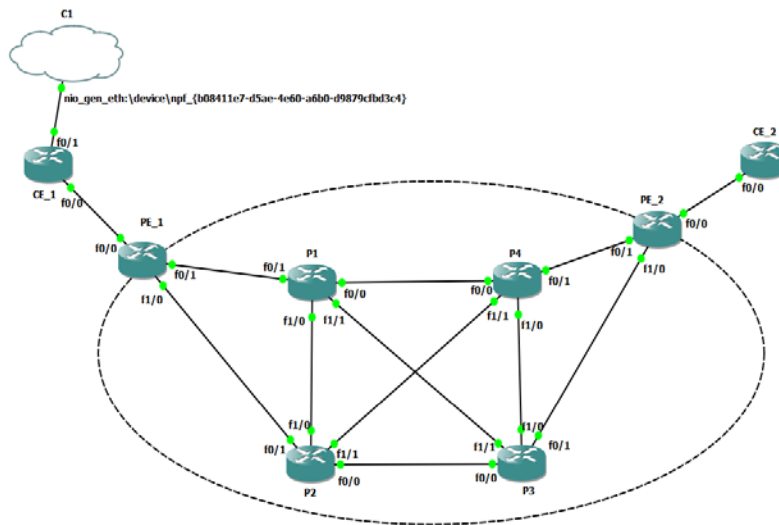 C1
nio_gen_eth:\device\npf_{b08411e7-d5ae-4e60-a6b0-d9879cfbd3c4}
f0/1
CE_1
f0/0
CE_2
f0/0
PE_2
f0/0
PE_1
f0/0
f0/1
f1/0
P1
f0/1
f0/0
f1/0
f1/1
P4
f0/0
f0/1
f1/1
f1/0
f0/1
f1/0
f1/0
f0/1
f1/1
f0/0
P2
f1/0
f1/1
f0/1
f0/0
P3